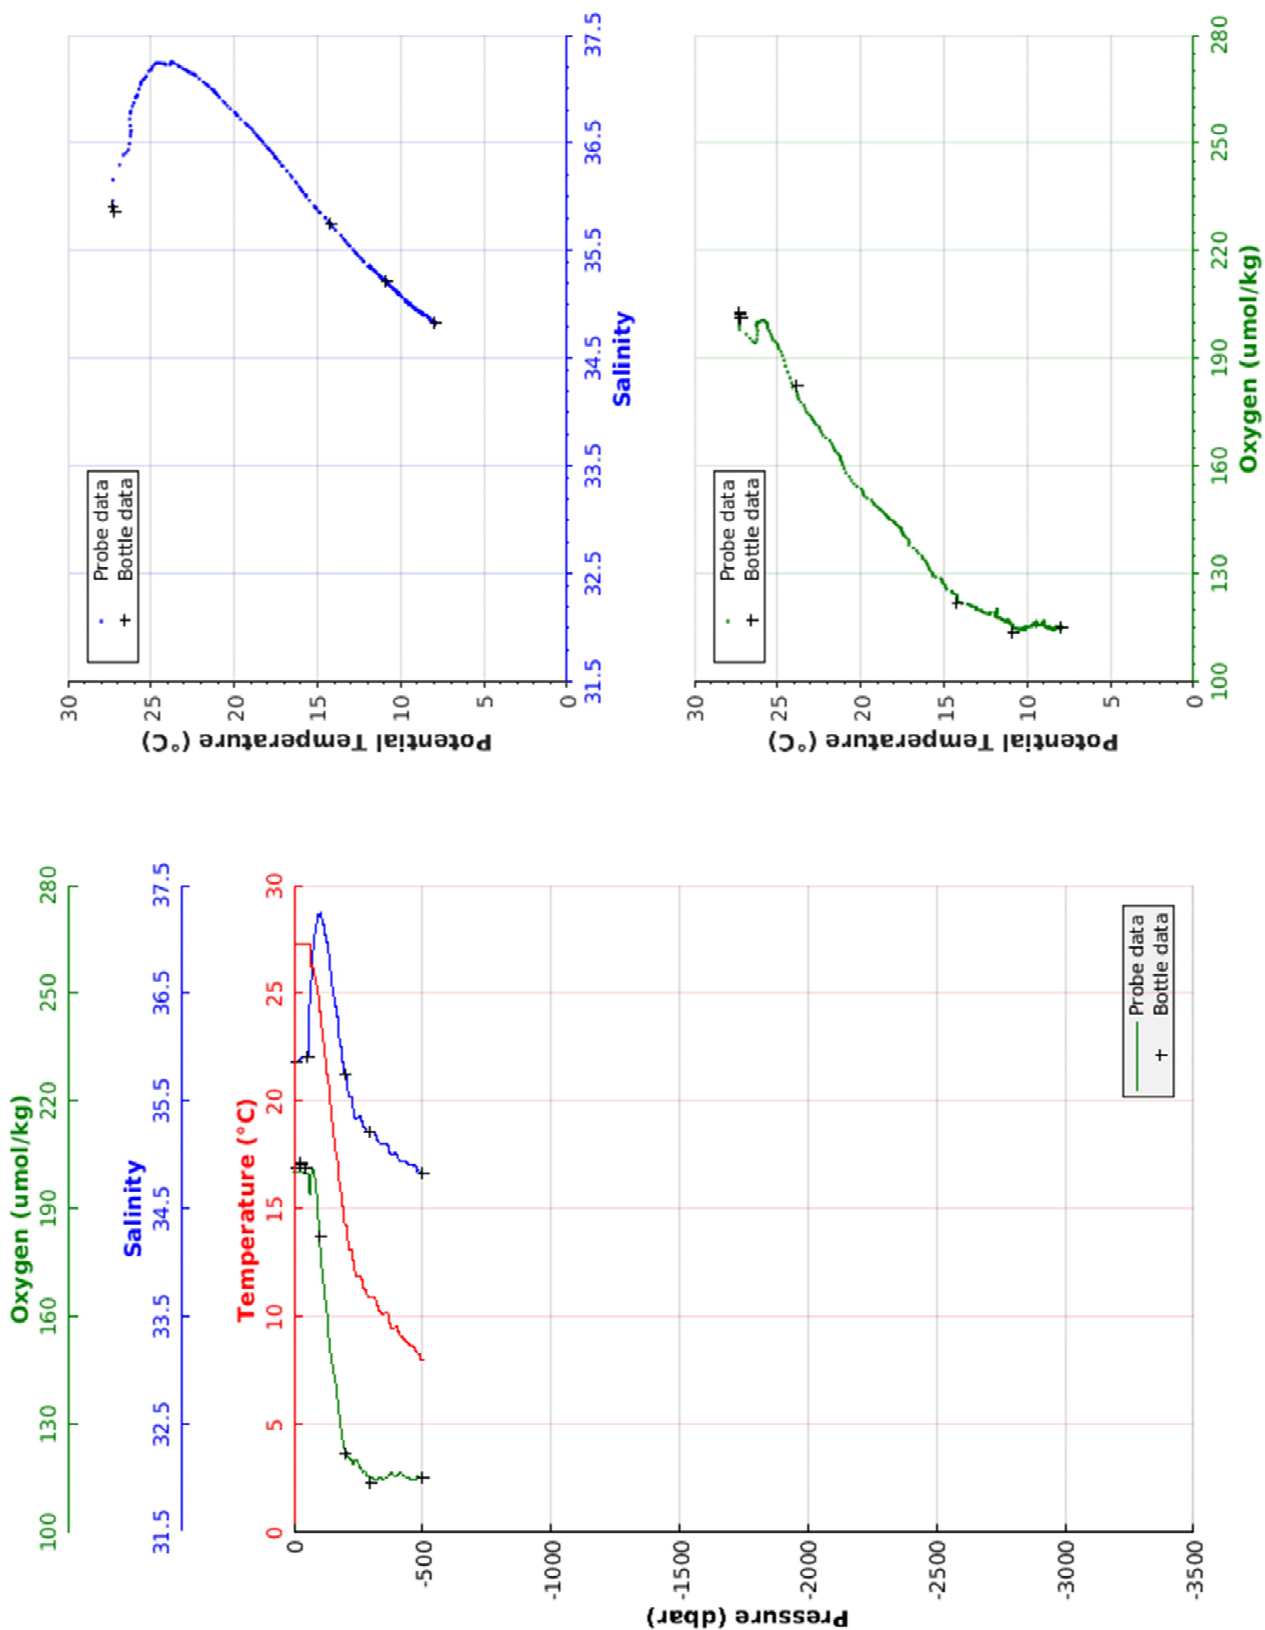 Oxygen (umol/kg)
100 130 160 190 220 250 280
Salinity
31.5 32.5 33.5 34.5 35.5 36.5 37.5
Temperature (°C)
0 5 10 15 20 25 30
Pressure (dbar)
0
-500
-1000
-1500
-2000
-2500
-3000
-3500
Probe data
Bottle data
Potential Temperature (°C)
30
25
20
15
10
5
0
Probe data
Bottle data
31.5 32.5 33.5 34.5 35.5 36.5 37.5
Salinity
Potential Temperature (°C)
30
25
20
15
10
5
0
Probe data
Bottle data
100 130 160 190 220 250 280
Oxygen (umol/kg)